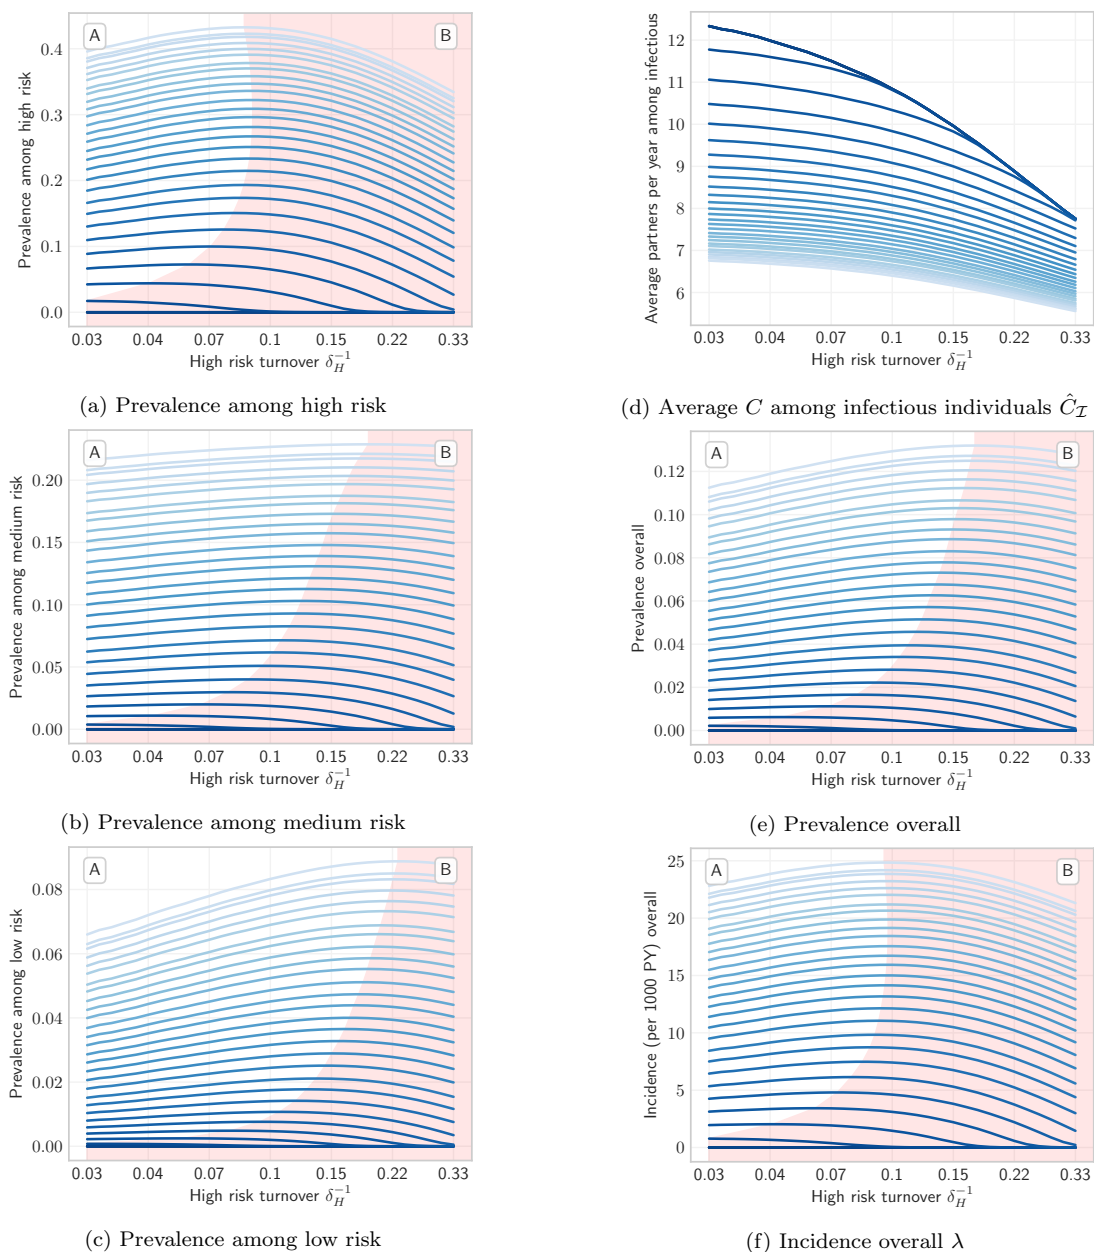 A
B
Prevalence among high risk
0.4
0.3
0.2
0.1
0.0
0.03 0.04 0.07 0.1 0.15 0.22 0.33
High risk turnover δ_H^{-1}
(a) Prevalence among high risk
Average partners per year among infectious
12
11
10
9
8
7
6
0.03 0.04 0.07 0.1 0.15 0.22 0.33
High risk turnover δ_H^{-1}
(d) Average C among infectious individuals Ĉ_ℐ
A
B
Prevalence among medium risk
0.20
0.15
0.10
0.05
0.00
0.03 0.04 0.07 0.1 0.15 0.22 0.33
High risk turnover δ_H^{-1}
(b) Prevalence among medium risk
A
B
Prevalence overall
0.12
0.10
0.08
0.06
0.04
0.02
0.00
0.03 0.04 0.07 0.1 0.15 0.22 0.33
High risk turnover δ_H^{-1}
(e) Prevalence overall
A
B
Prevalence among low risk
0.08
0.06
0.04
0.02
0.00
0.03 0.04 0.07 0.1 0.15 0.22 0.33
High risk turnover δ_H^{-1}
(c) Prevalence among low risk
A
B
Incidence (per 1000 PY) overall
25
20
15
10
5
0
0.03 0.04 0.07 0.1 0.15 0.22 0.33
High risk turnover δ_H^{-1}
(f) Incidence overall λ